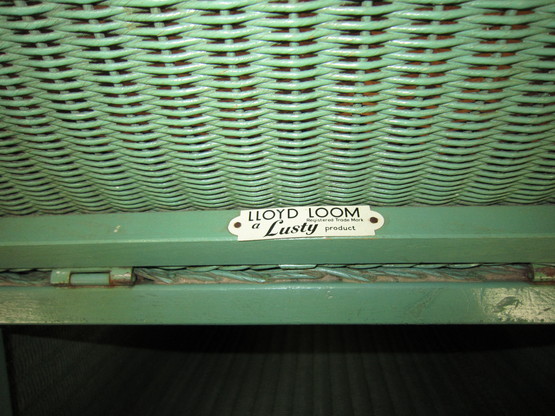 LLOYD LOOM
Registered Trade Mark
a Lusty product